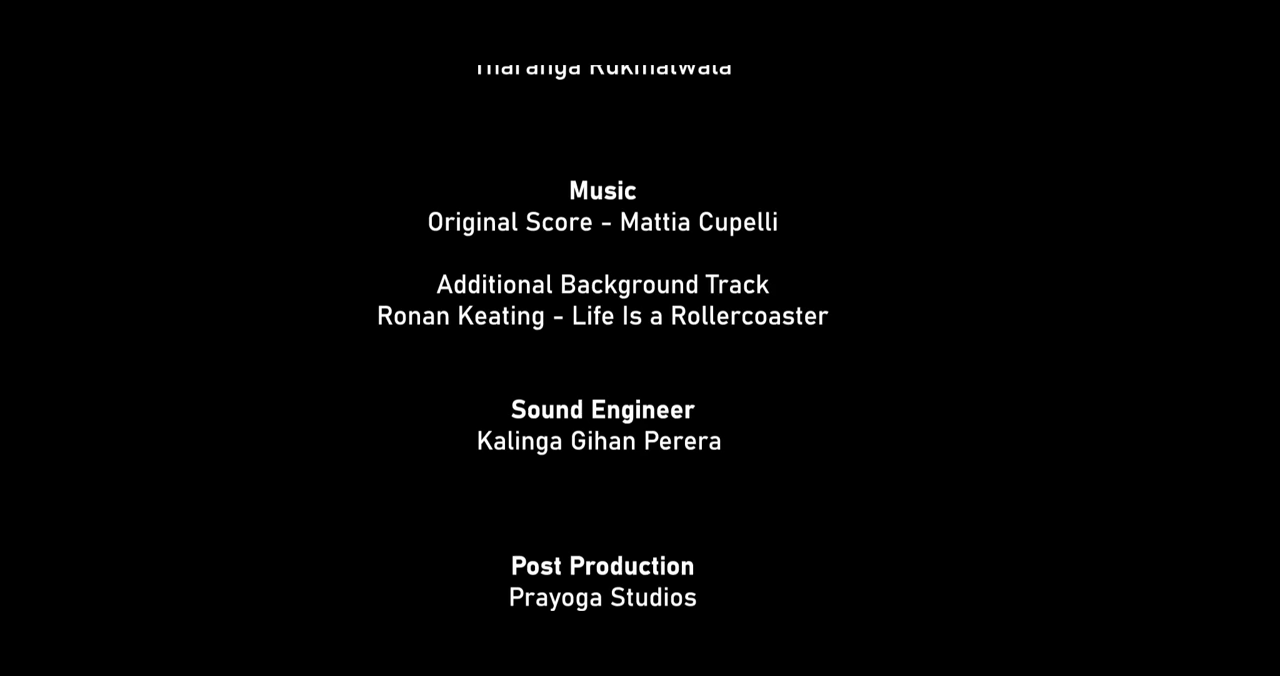 Music
Original Score - Mattia Cupelli
Additional Background Track
Ronan Keating - Life Is a Rollercoaster
Sound Engineer
Kalinga Gihan Perera
Post Production
Prayoga Studios